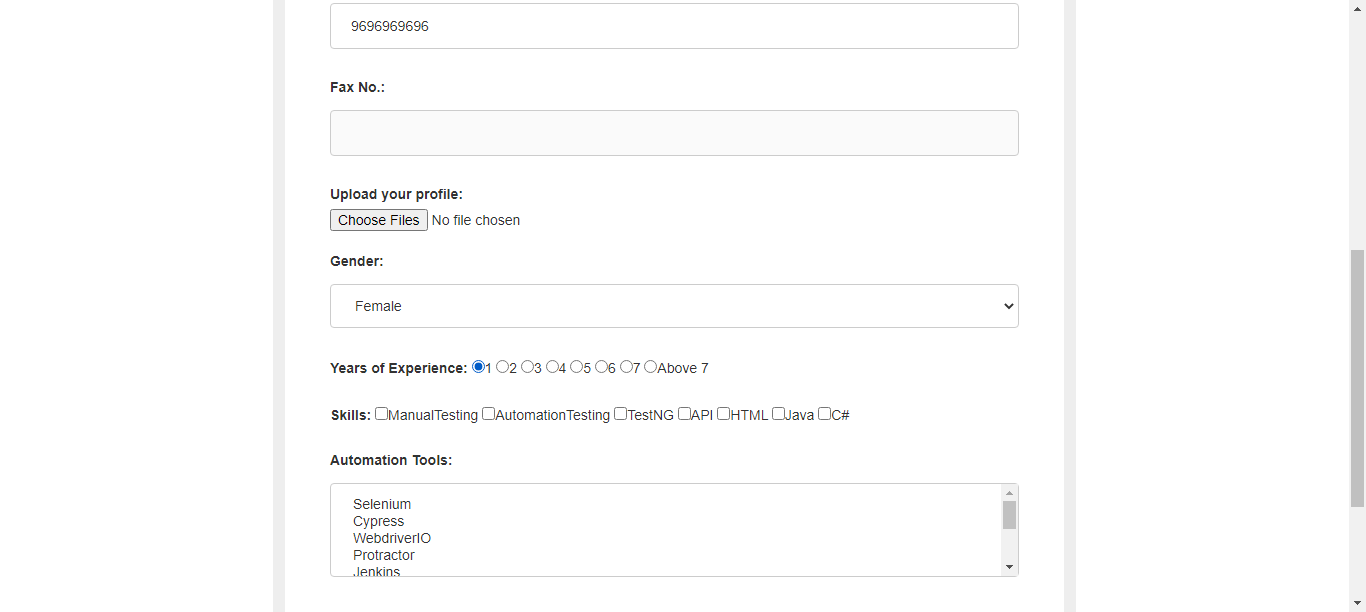 9696969696
Fax No.:
Upload your profile:
Choose Files No file chosen
Gender:
Female
Years of Experience: 1 2 3 4 5 6 7 Above 7
Skills: ManualTesting AutomationTesting TestNG API HTML Java C#
Automation Tools:
Selenium
Cypress
WebdriverIO
Protractor
Jenkins